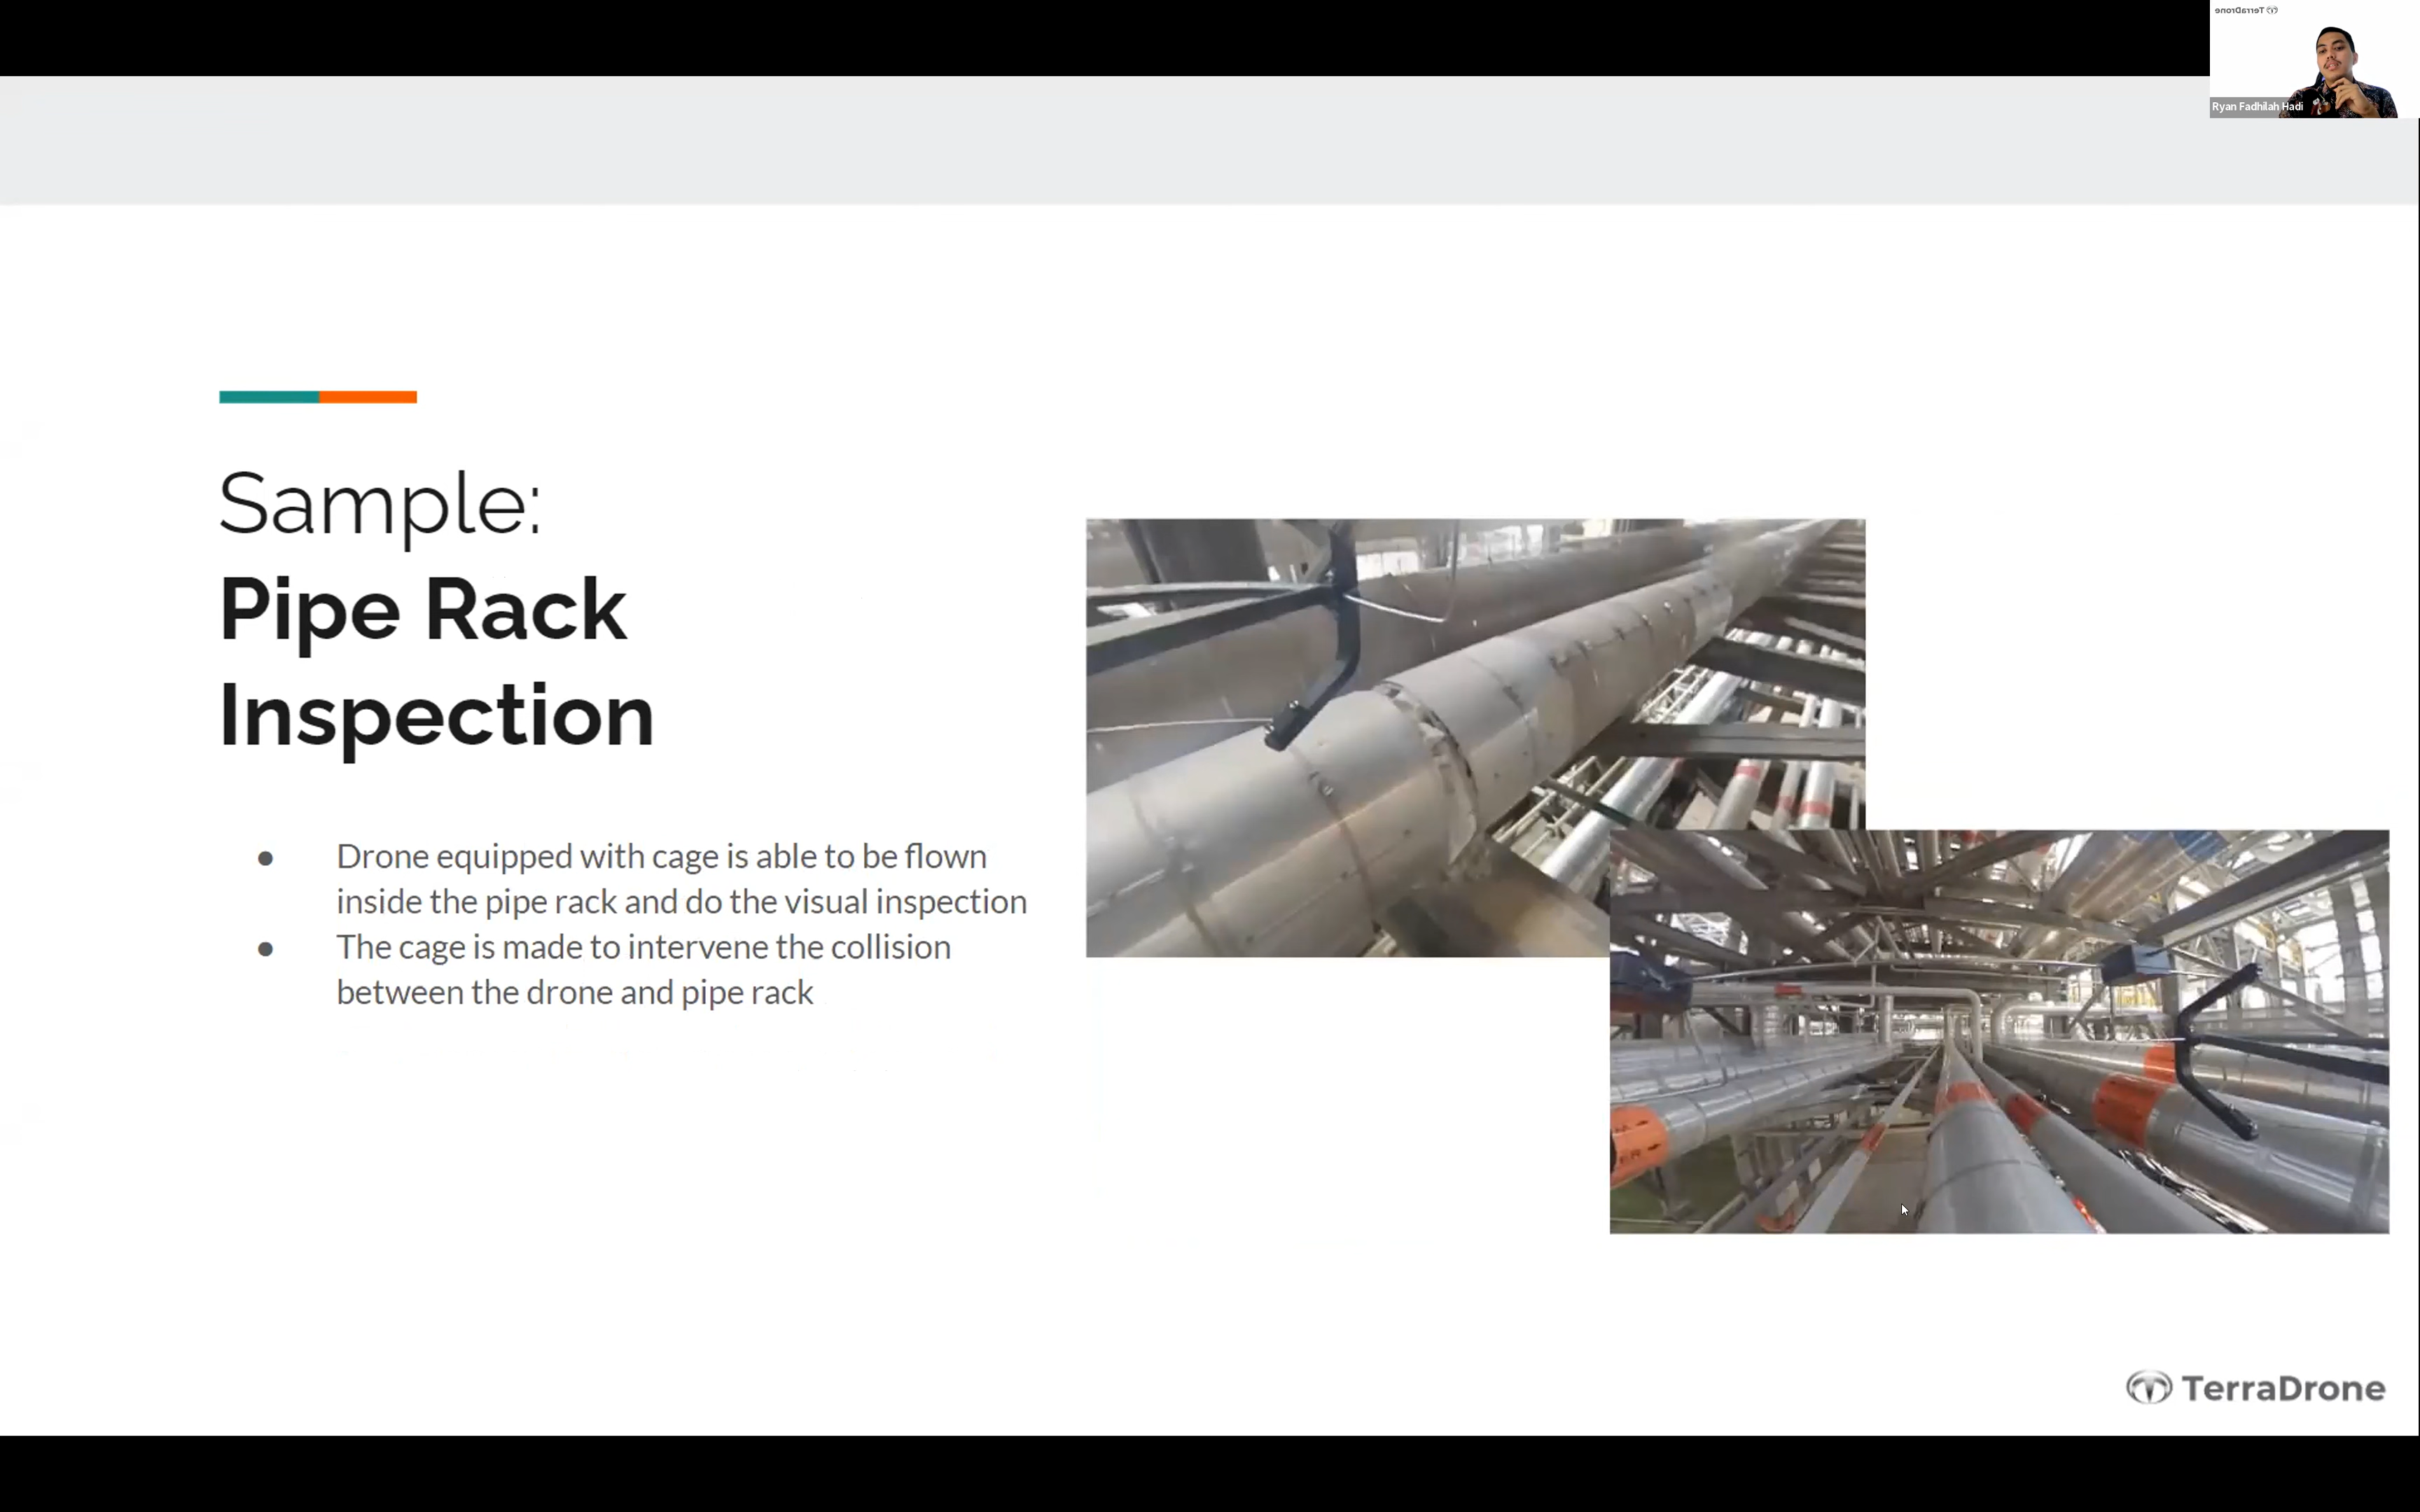 TerraDrone
Ryan Fadhilah Hadi
Sample:
Pipe Rack
Inspection
● Drone equipped with cage is able to be flown
inside the pipe rack and do the visual inspection
● The cage is made to intervene the collision
between the drone and pipe rack
ER
TerraDrone